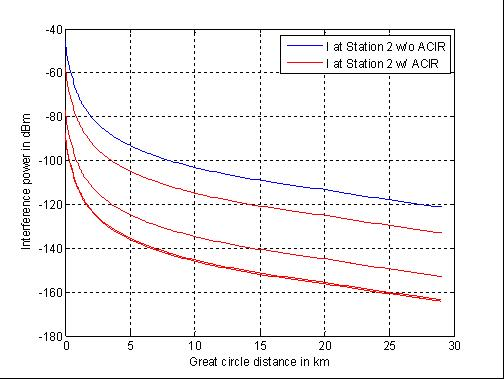 -40
-60
-80
-100
-120
-140
-160
-180
Interference power in dBm
I at Station 2 w/o ACIR
I at Station 2 w/ ACIR
0 5 10 15 20 25 30
Great circle distance in km